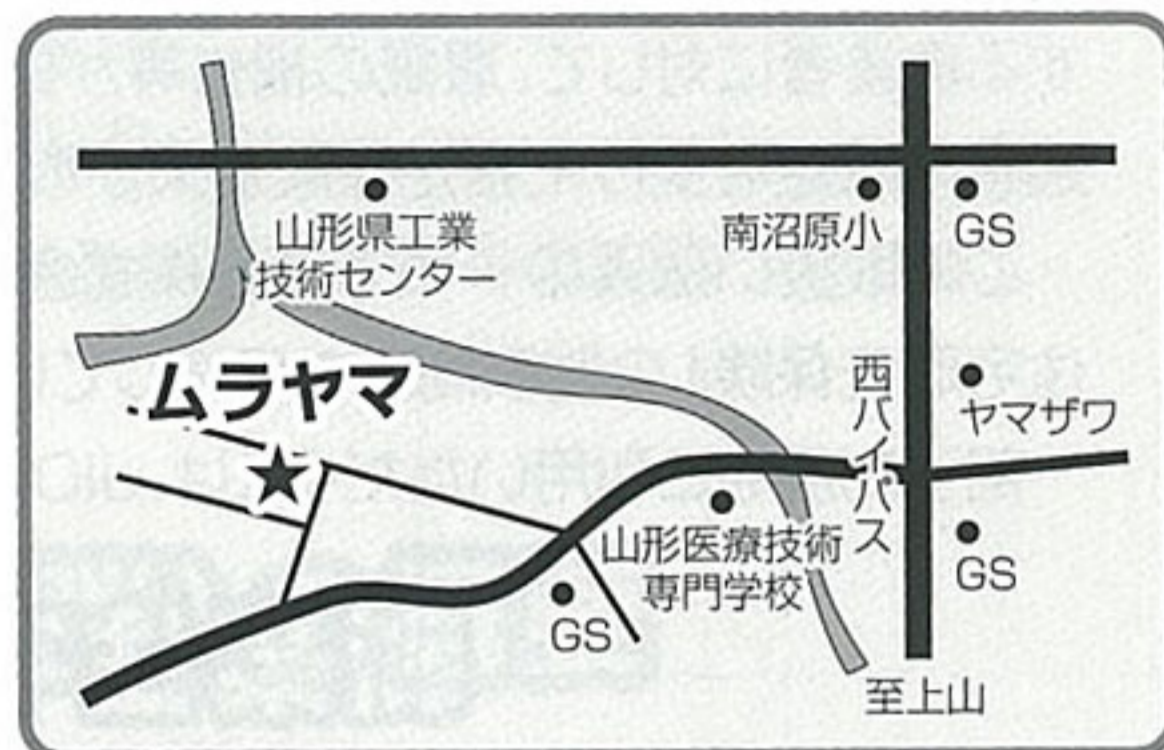 山形県工業
技術センター
南沼原小
GS
ムラヤマ
西バイパス
ヤマザワ
山形医療技術
専門学校
GS
GS
至上山